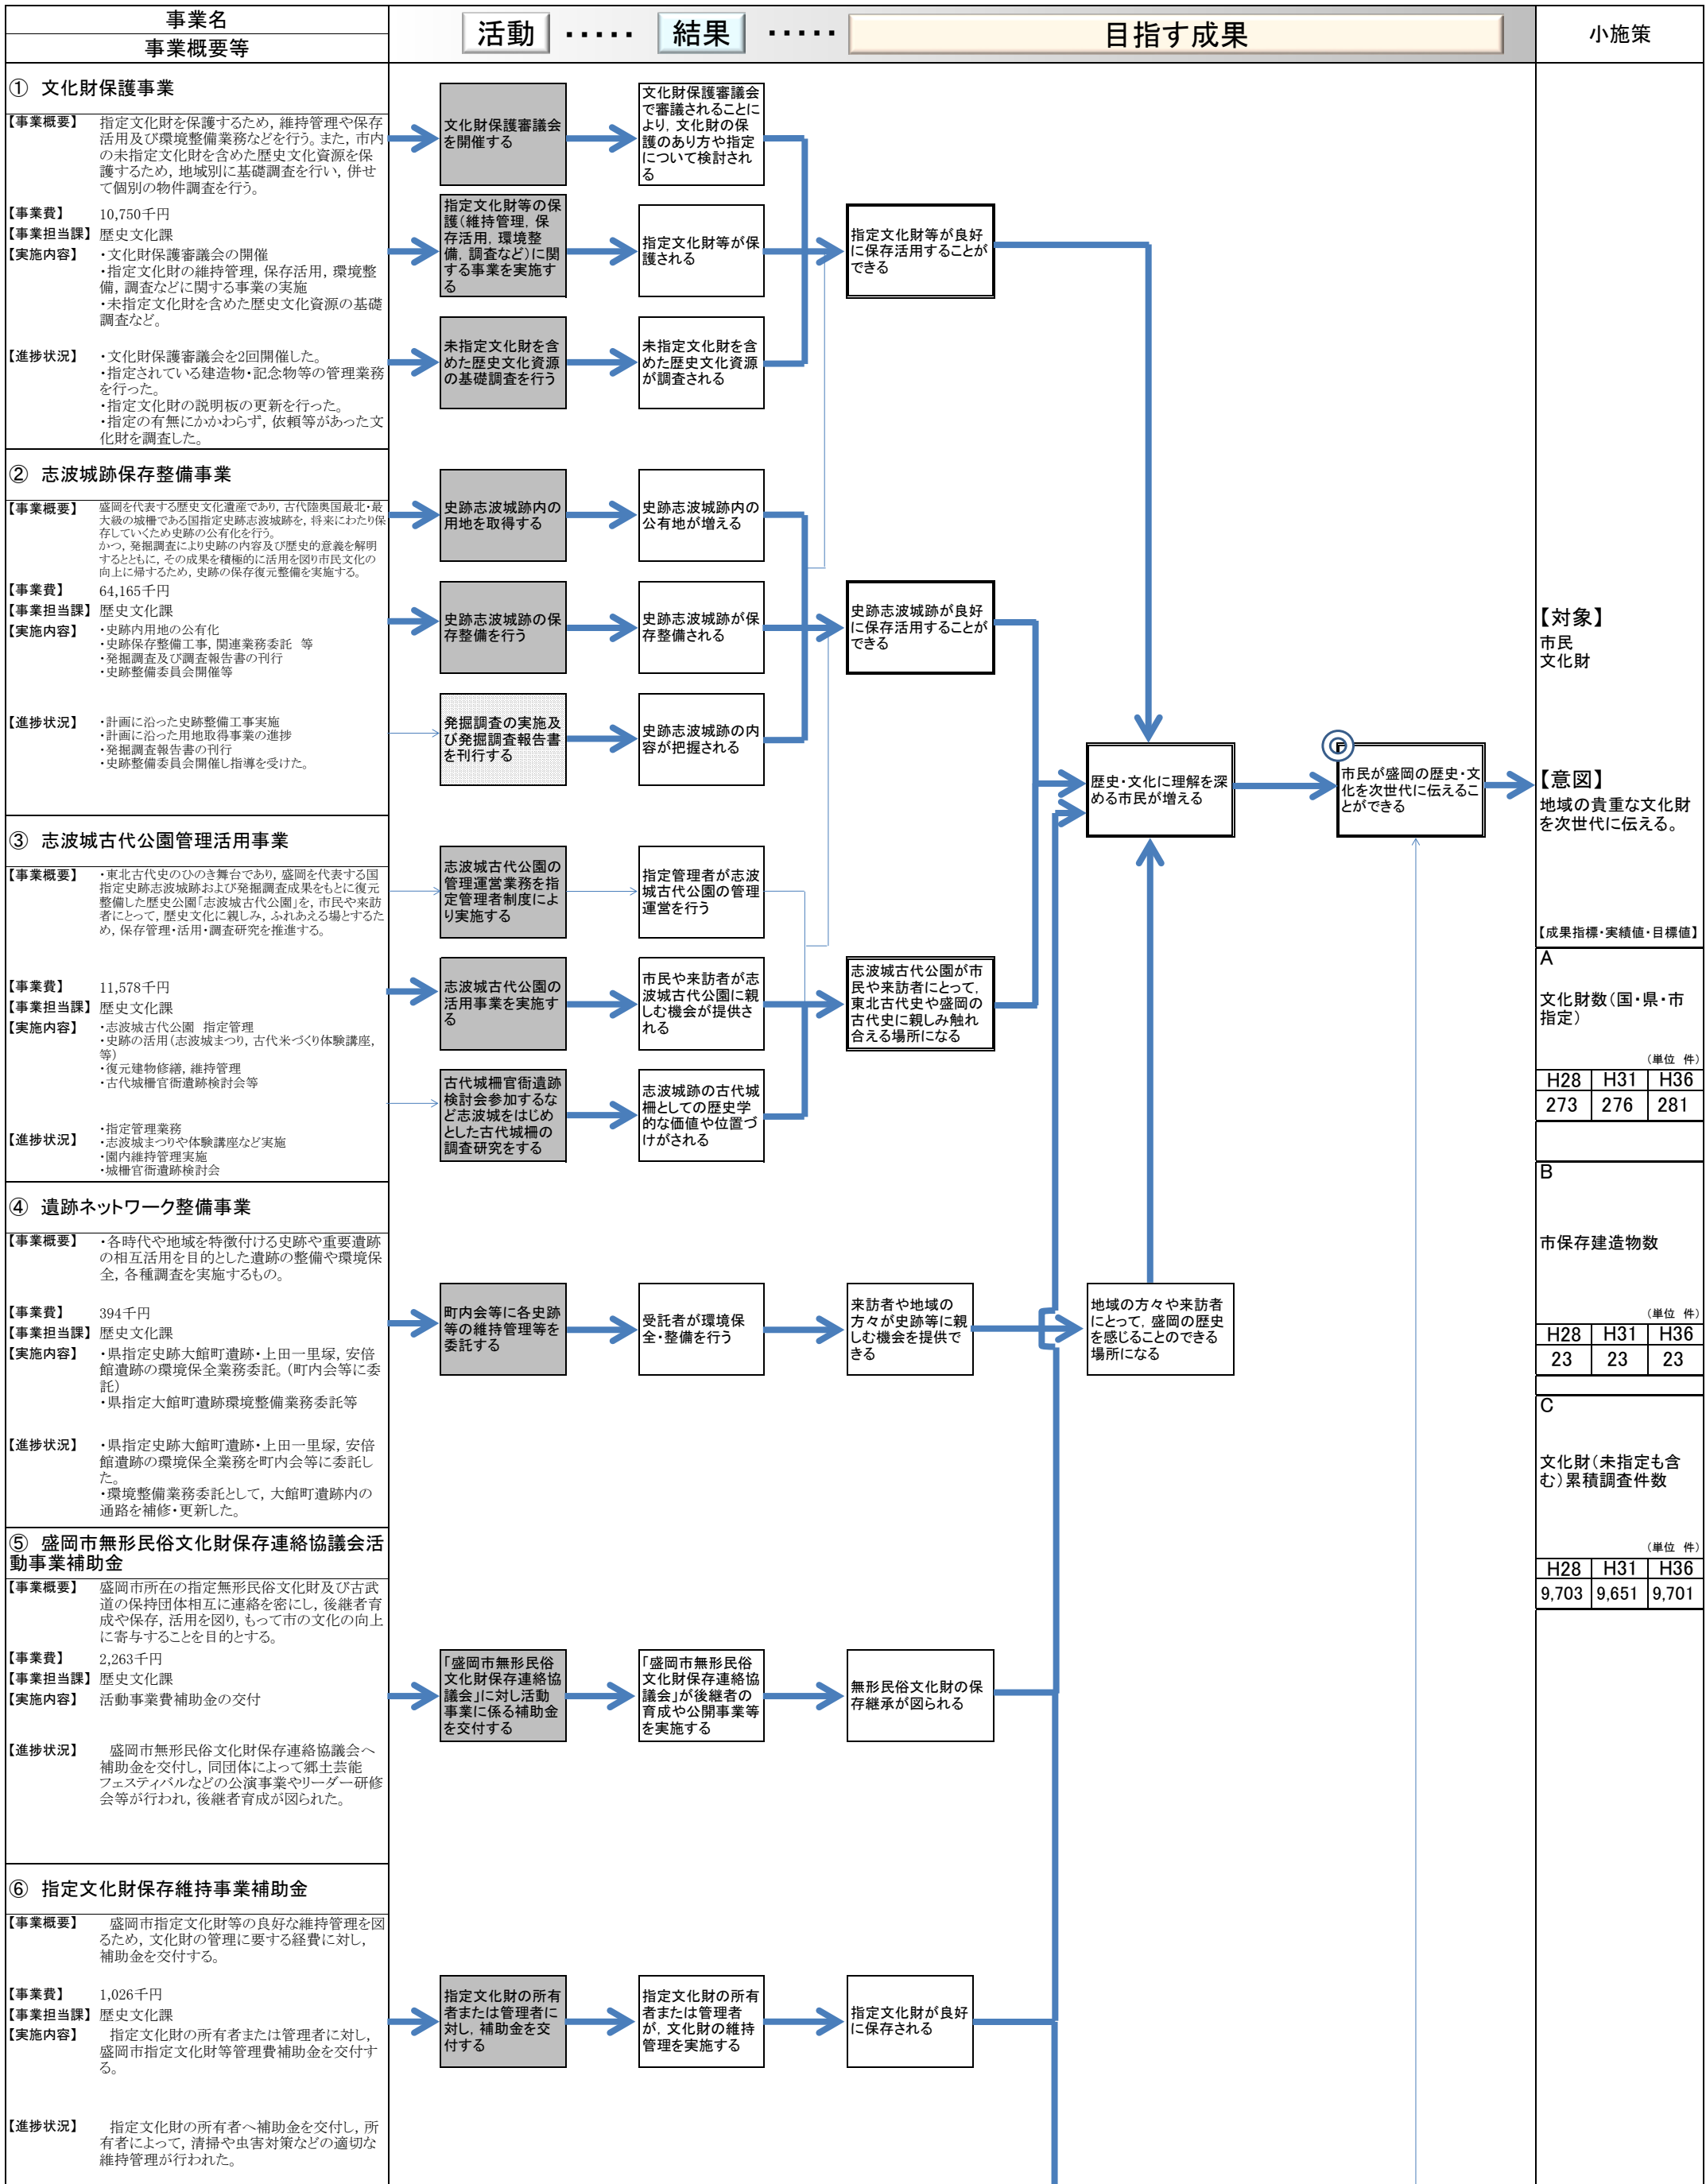 事業名
事業概要等
活動 ・・・・・ 結果 ・・・・・ 目指す成果
小施策
① 文化財保護事業
【事業概要】 指定文化財を保護するため，維持管理や保存
活用及び環境整備業務などを行う。また，市内
の未指定文化財を含めた歴史文化資源を保
護するため，地域別に基礎調査を行い，併せ
て個別の物件調査を行う。
【事業費】 10,750千円
【事業担当課】 歴史文化課
【実施内容】 ・文化財保護審議会の開催
・指定文化財の維持管理，保存活用，環境整
備，調査などに関する事業の実施
・未指定文化財を含めた歴史文化資源の基礎
調査など。
【進捗状況】 ・文化財保護審議会を2回開催した。
・指定されている建造物・記念物等の管理業務
を行った。
・指定文化財の説明板の更新を行った。
・指定の有無にかかわらず，依頼等があった文
化財を調査した。
文化財保護審議会
を開催する
文化財保護審議会
で審議されることに
より，文化財の保
護のあり方や指定
について検討され
る
指定文化財等の保
護（維持管理，保
存活用，環境整
備，調査など）に関
する事業を実施す
る
指定文化財等が保
護される
指定文化財等が良好
に保存活用することが
できる
未指定文化財を含
めた歴史文化資源
の基礎調査を行う
未指定文化財を含
めた歴史文化資源
が調査される
② 志波城跡保存整備事業
【事業概要】 盛岡を代表する歴史文化遺産であり，古代陸奥国最北・最
大級の城柵である国指定史跡志波城跡を，将来にわたり保
存していくため史跡の公有化を行う。
かつ，発掘調査により史跡の内容及び歴史的意義を解明
するとともに，その成果を積極的に活用を図り市民文化の
向上に帰するため，史跡の保存復元整備を実施する。
【事業費】 64,165千円
【事業担当課】 歴史文化課
【実施内容】 ・史跡内用地の公有化
・史跡保存整備工事，関連業務委託 等
・発掘調査及び調査報告書の刊行
・史跡整備委員会開催等
【進捗状況】 ・計画に沿った史跡整備工事実施
・計画に沿った用地取得事業の進捗
・発掘調査報告書の刊行
・史跡整備委員会開催し指導を受けた。
史跡志波城跡内の
用地を取得する
史跡志波城跡内の
公有地が増える
史跡志波城跡の保
存整備を行う
史跡志波城跡が保
存整備される
史跡志波城跡が良好
に保存活用することが
できる
発掘調査の実施及
び発掘調査報告書
を刊行する
史跡志波城跡の内
容が把握される
歴史・文化に理解を深
める市民が増える
市民が盛岡の歴史・文
化を次世代に伝えるこ
とができる
【対象】
市民
文化財
【意図】
地域の貴重な文化財
を次世代に伝える。
③ 志波城古代公園管理活用事業
【事業概要】 ・東北古代史のひのき舞台であり，盛岡を代表する国
指定史跡志波城跡および発掘調査成果をもとに復元
整備した歴史公園「志波城古代公園」を，市民や来訪
者にとって，歴史文化に親しみ，ふれあえる場とするた
め，保存管理・活用・調査研究を推進する。
【事業費】 11,578千円
【事業担当課】 歴史文化課
【実施内容】 ・志波城古代公園 指定管理
・史跡の活用（志波城まつり，古代米づくり体験講座，
等）
・復元建物修繕，維持管理
・古代城柵官衙遺跡検討会等
【進捗状況】 ・指定管理業務
・志波城まつりや体験講座など実施
・園内維持管理実施
・城柵官衙遺跡検討会
志波城古代公園の
管理運営業務を指
定管理者制度によ
り実施する
指定管理者が志波
城古代公園の管理
運営を行う
志波城古代公園の
活用事業を実施す
る
市民や来訪者が志
波城古代公園に親
しむ機会が提供さ
れる
志波城古代公園が市
民や来訪者にとって，
東北古代史や盛岡の
古代史に親しみ触れ
合える場所になる
古代城柵官衙遺跡
検討会参加するな
ど志波城をはじめ
とした古代城柵の
調査研究をする
志波城跡の古代城
柵としての歴史学
的な価値や位置づ
けがされる
【成果指標・実績値・目標値】
A
文化財数（国・県・市
指定）
（単位 件）
H28 H31 H36
273 276 281
B
市保存建造物数
（単位 件）
H28 H31 H36
23 23 23
C
文化財（未指定も含
む）累積調査件数
（単位 件）
H28 H31 H36
9,703 9,651 9,701
④ 遺跡ネットワーク整備事業
【事業概要】 ・各時代や地域を特徴付ける史跡や重要遺跡
の相互活用を目的とした遺跡の整備や環境保
全，各種調査を実施するもの。
【事業費】 394千円
【事業担当課】 歴史文化課
【実施内容】 ・県指定史跡大館町遺跡・上田一里塚，安倍
館遺跡の環境保全業務委託。（町内会等に委
託）
・県指定大館町遺跡環境整備業務委託等
【進捗状況】 ・県指定史跡大館町遺跡・上田一里塚，安倍
館遺跡の環境保全業務を町内会等に委託し
た。
・環境整備業務委託として，大館町遺跡内の
通路を補修・更新した。
町内会等に各史跡
等の維持管理等を
委託する
受託者が環境保
全・整備を行う
来訪者や地域の
方々が史跡等に親
しむ機会を提供で
きる
地域の方々や来訪者
にとって，盛岡の歴史
を感じることのできる
場所になる
⑤ 盛岡市無形民俗文化財保存連絡協議会活
動事業補助金
【事業概要】 盛岡市所在の指定無形民俗文化財及び古武
道の保持団体相互に連絡を密にし，後継者育
成や保存，活用を図り，もって市の文化の向上
に寄与することを目的とする。
【事業費】 2,263千円
【事業担当課】 歴史文化課
【実施内容】 活動事業費補助金の交付
【進捗状況】 盛岡市無形民俗文化財保存連絡協議会へ
補助金を交付し，同団体によって郷土芸能
フェスティバルなどの公演事業やリーダー研修
会等が行われ，後継者育成が図られた。
「盛岡市無形民俗
文化財保存連絡協
議会」に対し活動
事業に係る補助金
を交付する
「盛岡市無形民俗
文化財保存連絡協
議会」が後継者の
育成や公開事業等
を実施する
無形民俗文化財の保
存継承が図られる
⑥ 指定文化財保存維持事業補助金
【事業概要】 盛岡市指定文化財等の良好な維持管理を図
るため，文化財の管理に要する経費に対し，
補助金を交付する。
【事業費】 1,026千円
【事業担当課】 歴史文化課
【実施内容】 指定文化財の所有者または管理者に対し，
盛岡市指定文化財等管理費補助金を交付す
る。
【進捗状況】 指定文化財の所有者へ補助金を交付し，所
有者によって，清掃や虫害対策などの適切な
維持管理が行われた。
指定文化財の所有
者または管理者に
対し，補助金を交
付する
指定文化財の所有
者または管理者
が，文化財の維持
管理を実施する
指定文化財が良好
に保存される